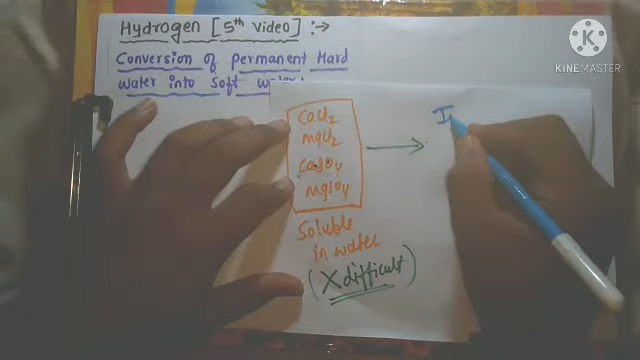 Hydrogen [5th video] :→
Conversion of permanent Hard
water into soft
CaCl2
MgCl2
CaSO4
MgSO4
→
I
Soluble
in water
(X difficult)
KINEMASTER